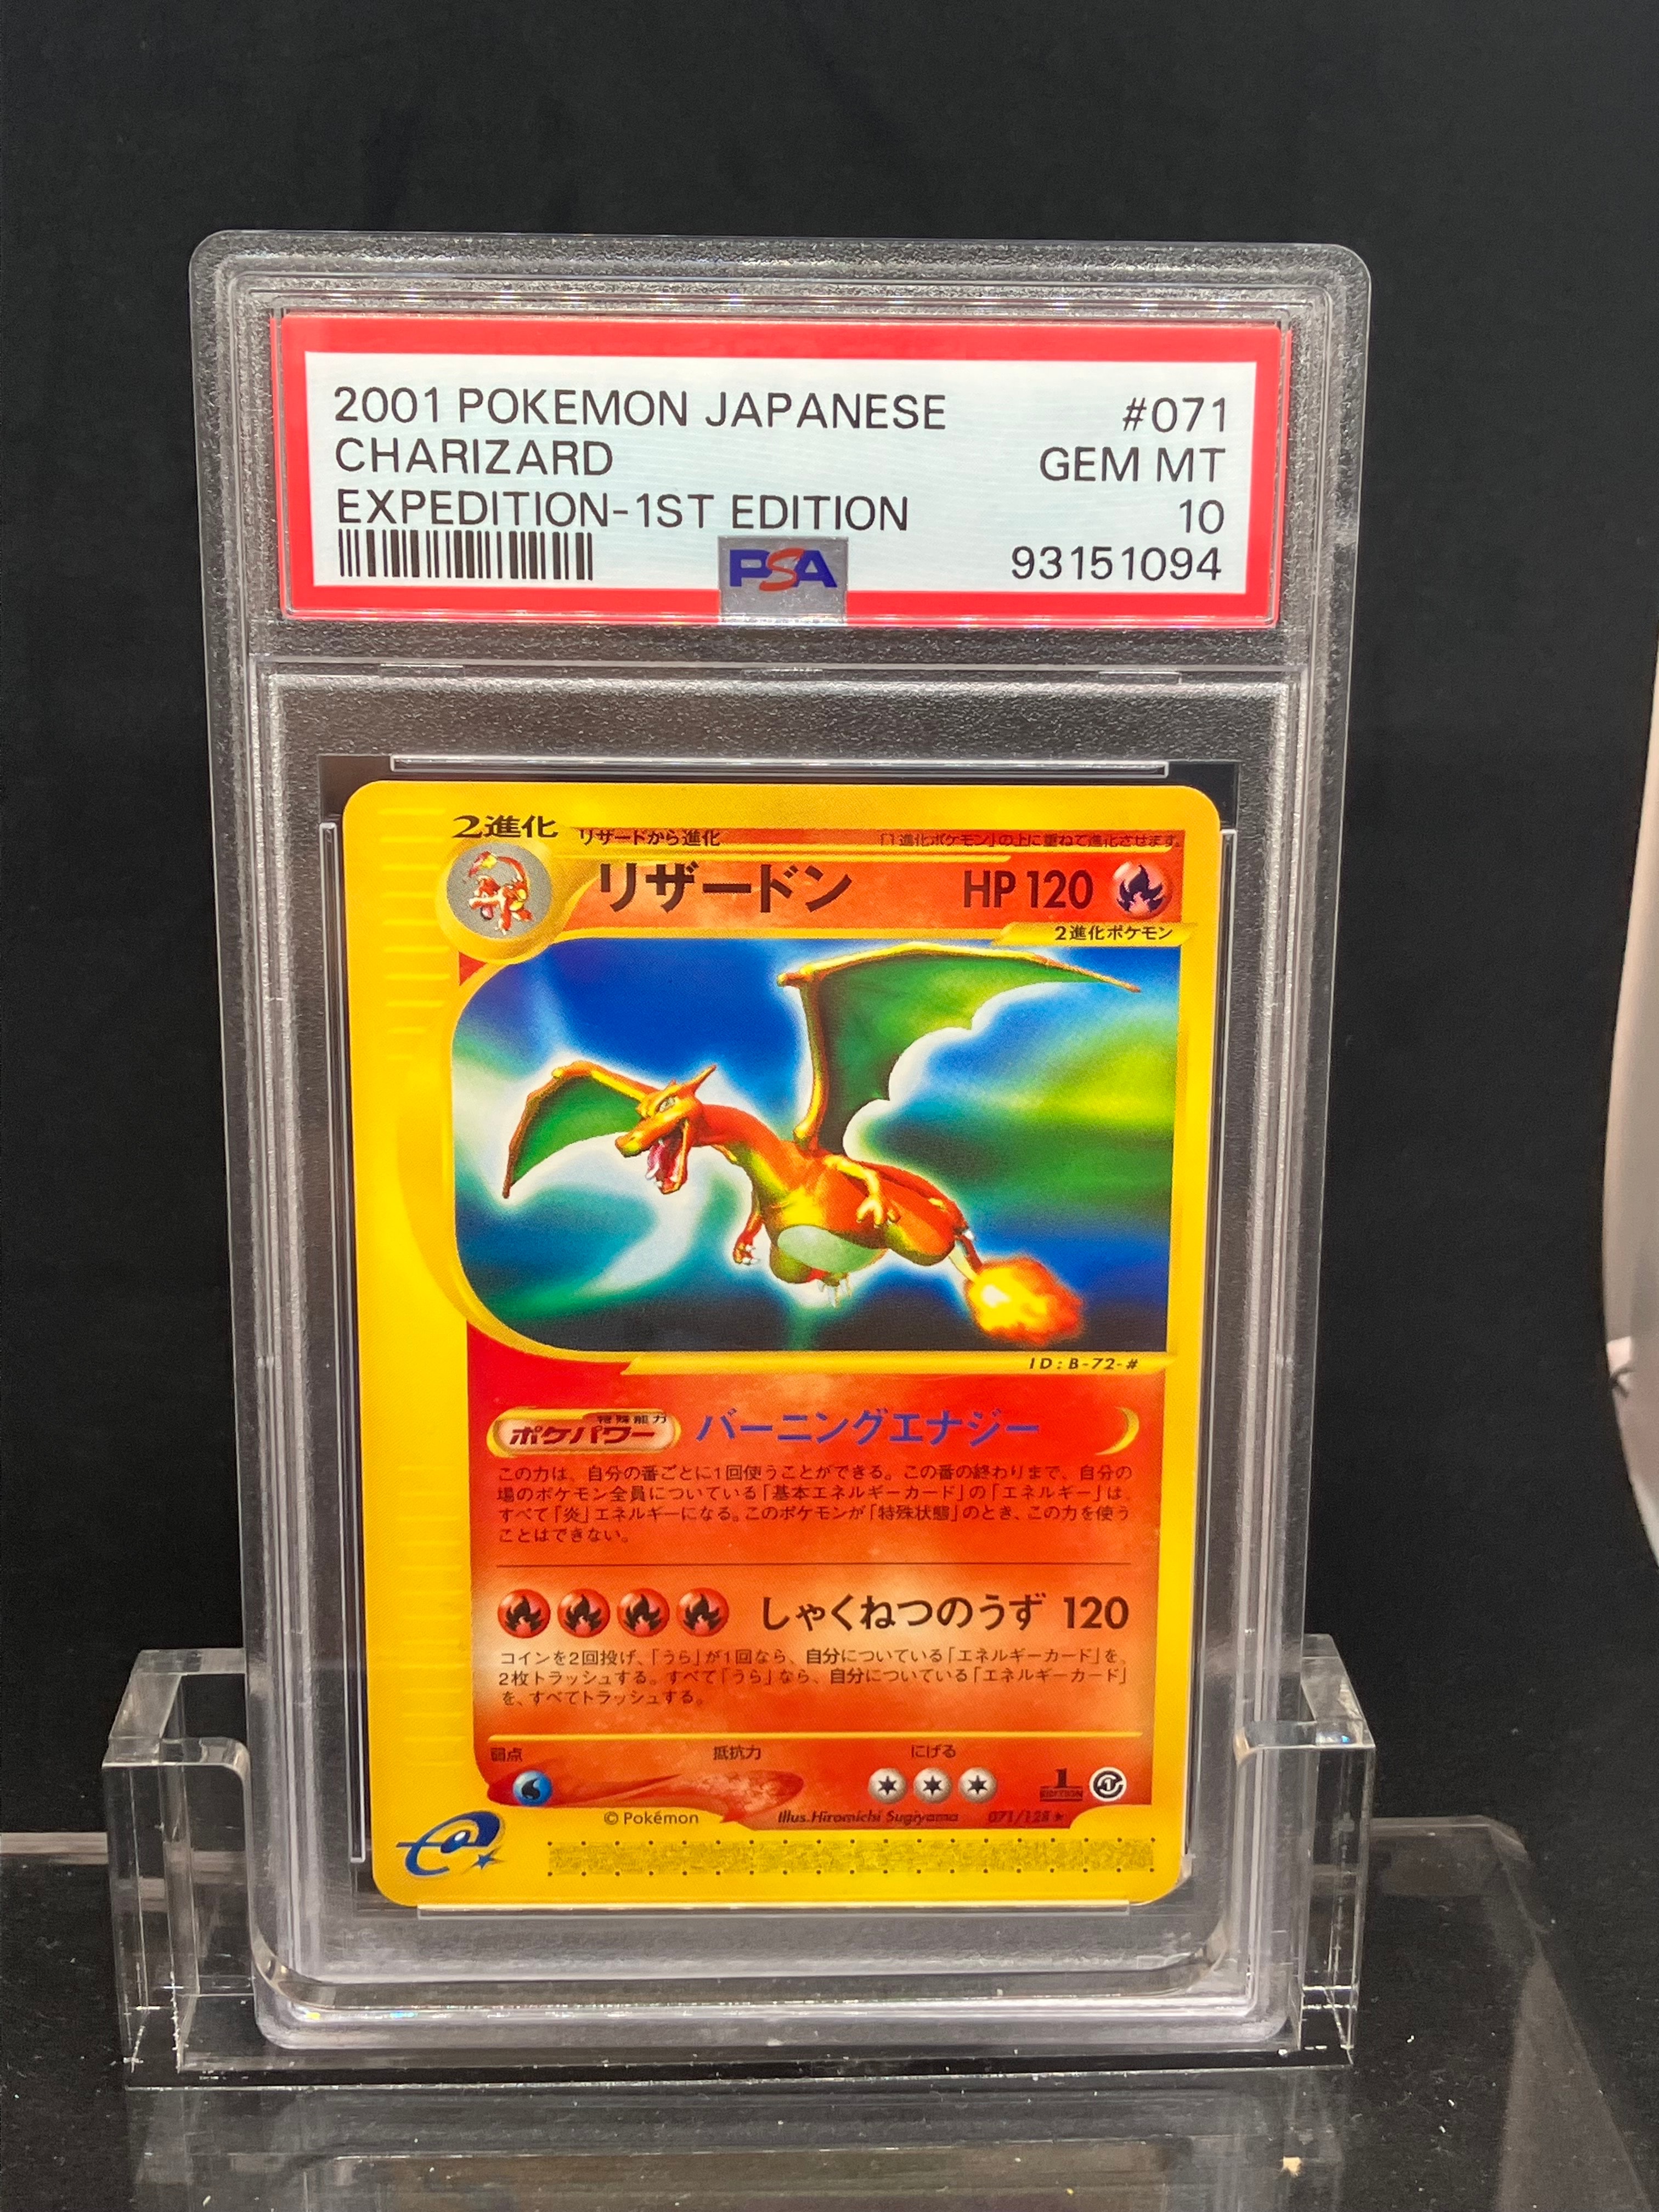 2001 POKEMON JAPANESE #071
CHARIZARD GEM MT
EXPEDITION-1ST EDITION 10
PSA 93151094
2進化 リザードから進化 「1進化ポケモン」の上に重ねて進化させます。
リザードン HP 120
2進化ポケモン
ID:B-72-#
特殊能力
ポケパワー バーニングエナジー
この力は、自分の番ごとに1回使うことができる。この番の終わりまで、自分の
場のポケモン全員についている「基本エネルギーカード」の「エネルギー」は、
すべて「炎」エネルギーになる。このポケモンが「特殊状態」のとき、この力を使う
ことはできない。
しゃくねつのうず 120
コインを2回投げ、「うら」が1回なら、自分についている「エネルギーカード」を、
2枚トラッシュする。すべて「うら」なら、自分についている「エネルギーカード」
を、すべてトラッシュする。
弱点 抵抗力 にげる
1 EDITION
© Pokémon Illus. Hiromichi Sugiyama 071/128 ★
e